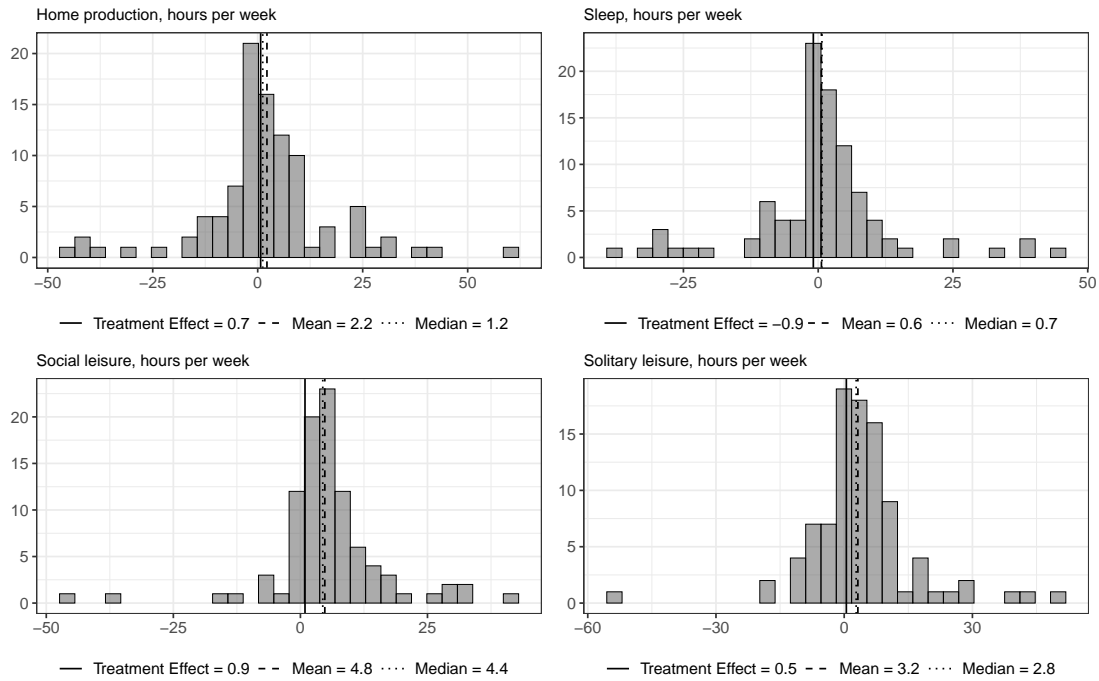 Home production, hours per week
20
15
10
5
0
−50 −25 0 25 50
Treatment Effect = 0.7 Mean = 2.2 Median = 1.2
Sleep, hours per week
20
15
10
5
0
−25 0 25 50
Treatment Effect = −0.9 Mean = 0.6 Median = 0.7
Social leisure, hours per week
20
15
10
5
0
−50 −25 0 25
Treatment Effect = 0.9 Mean = 4.8 Median = 4.4
Solitary leisure, hours per week
15
10
5
0
−60 −30 0 30
Treatment Effect = 0.5 Mean = 3.2 Median = 2.8